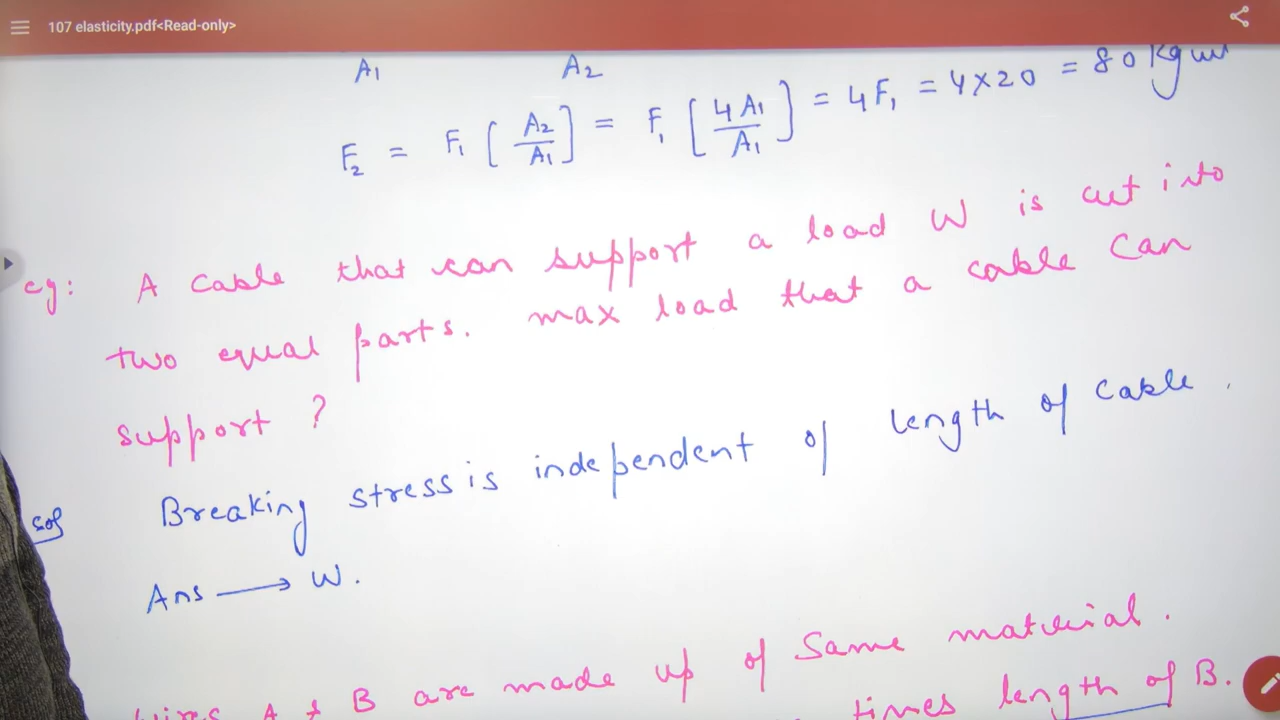 107 elasticity.pdf<Read-only>
A1 A2
F2 = F1 [A2/A1] = F1 [4A1/A1] = 4F1 = 4×20 = 80 Kg
eg: A cable that can support a load W is cut into
two equal parts. max load that a cable can
support ?
Sol Breaking stress is independent of length of cable.
Ans → W.
A & B are made up of Same material.
times length of B.